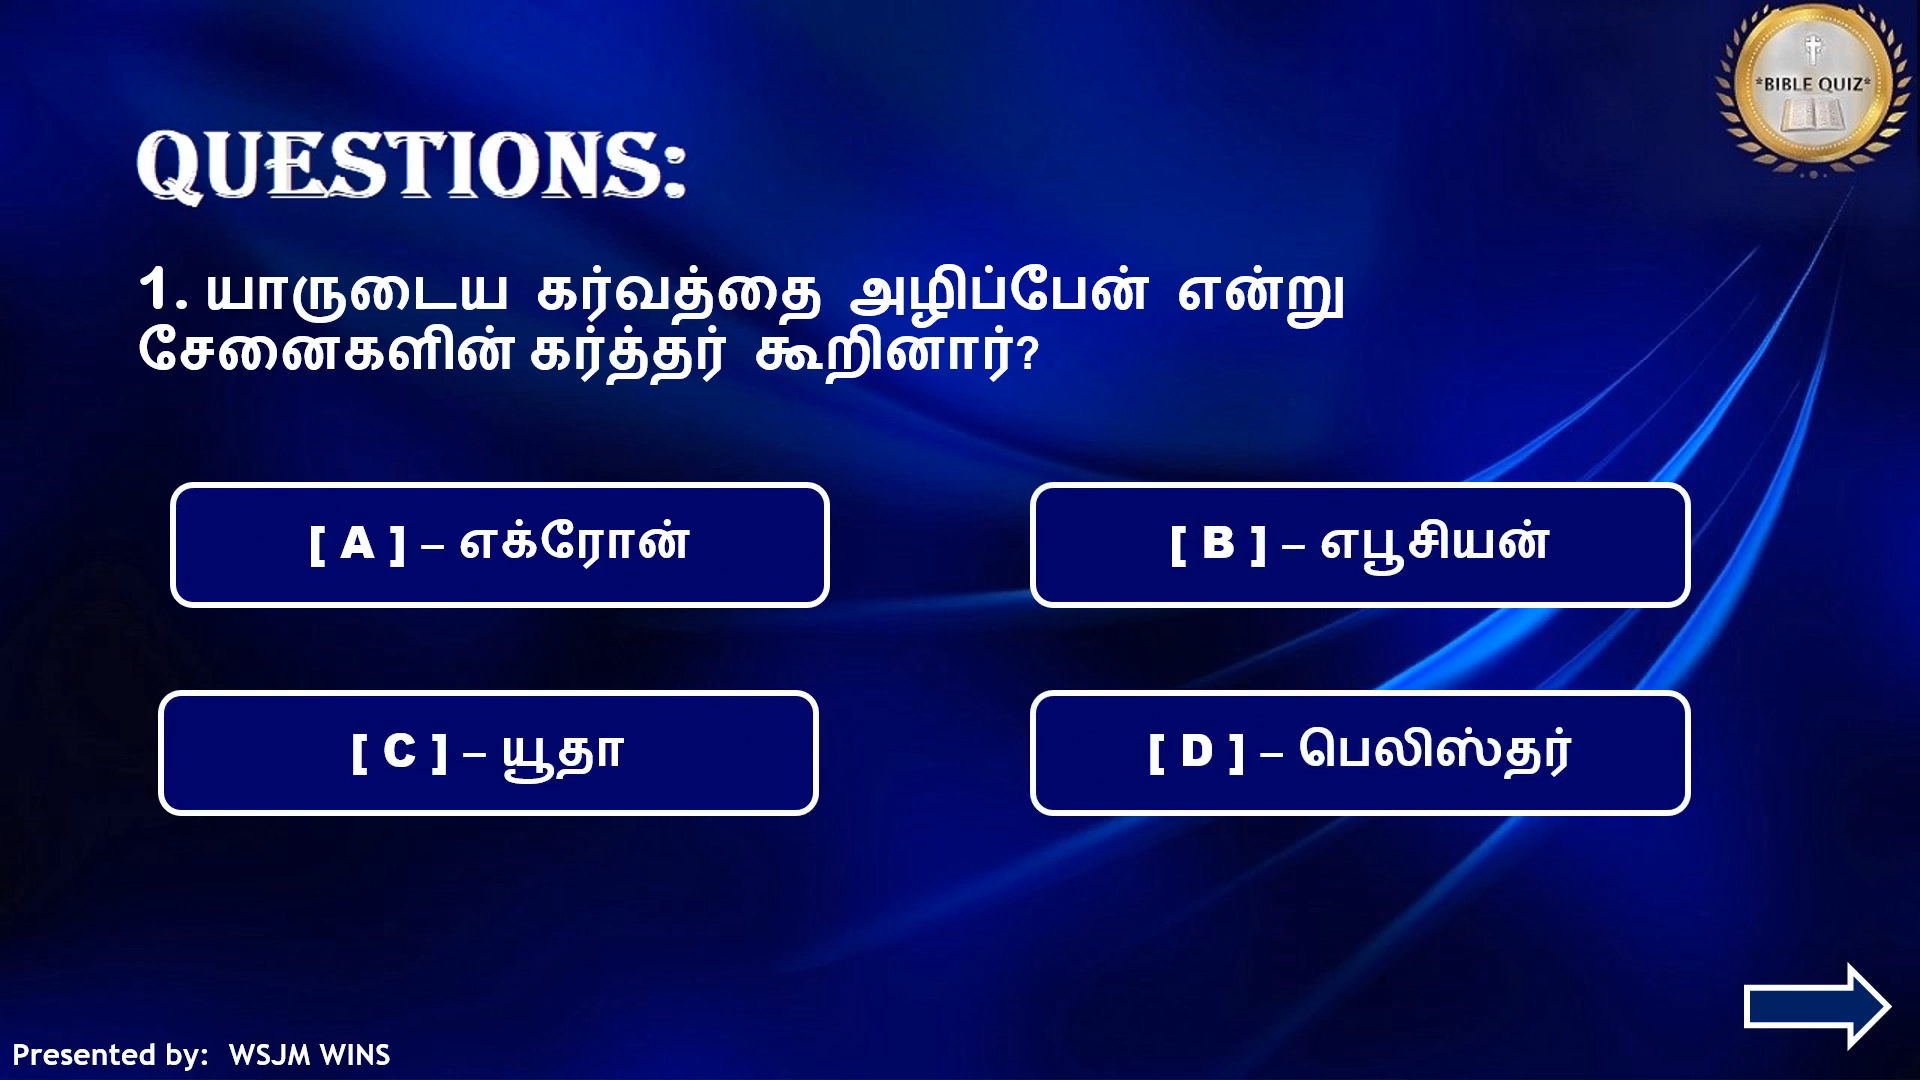 *BIBLE QUIZ*
QUESTIONS:
1. யாருடைய கர்வத்தை அழிப்பேன் என்று
சேனைகளின் கர்த்தர் கூறினார்?
[ A ] – எக்ரோன்
[ B ] – எபூசியன்
[ C ] – யூதா
[ D ] – பெலிஸ்தர்
Presented by: WSJM WINS